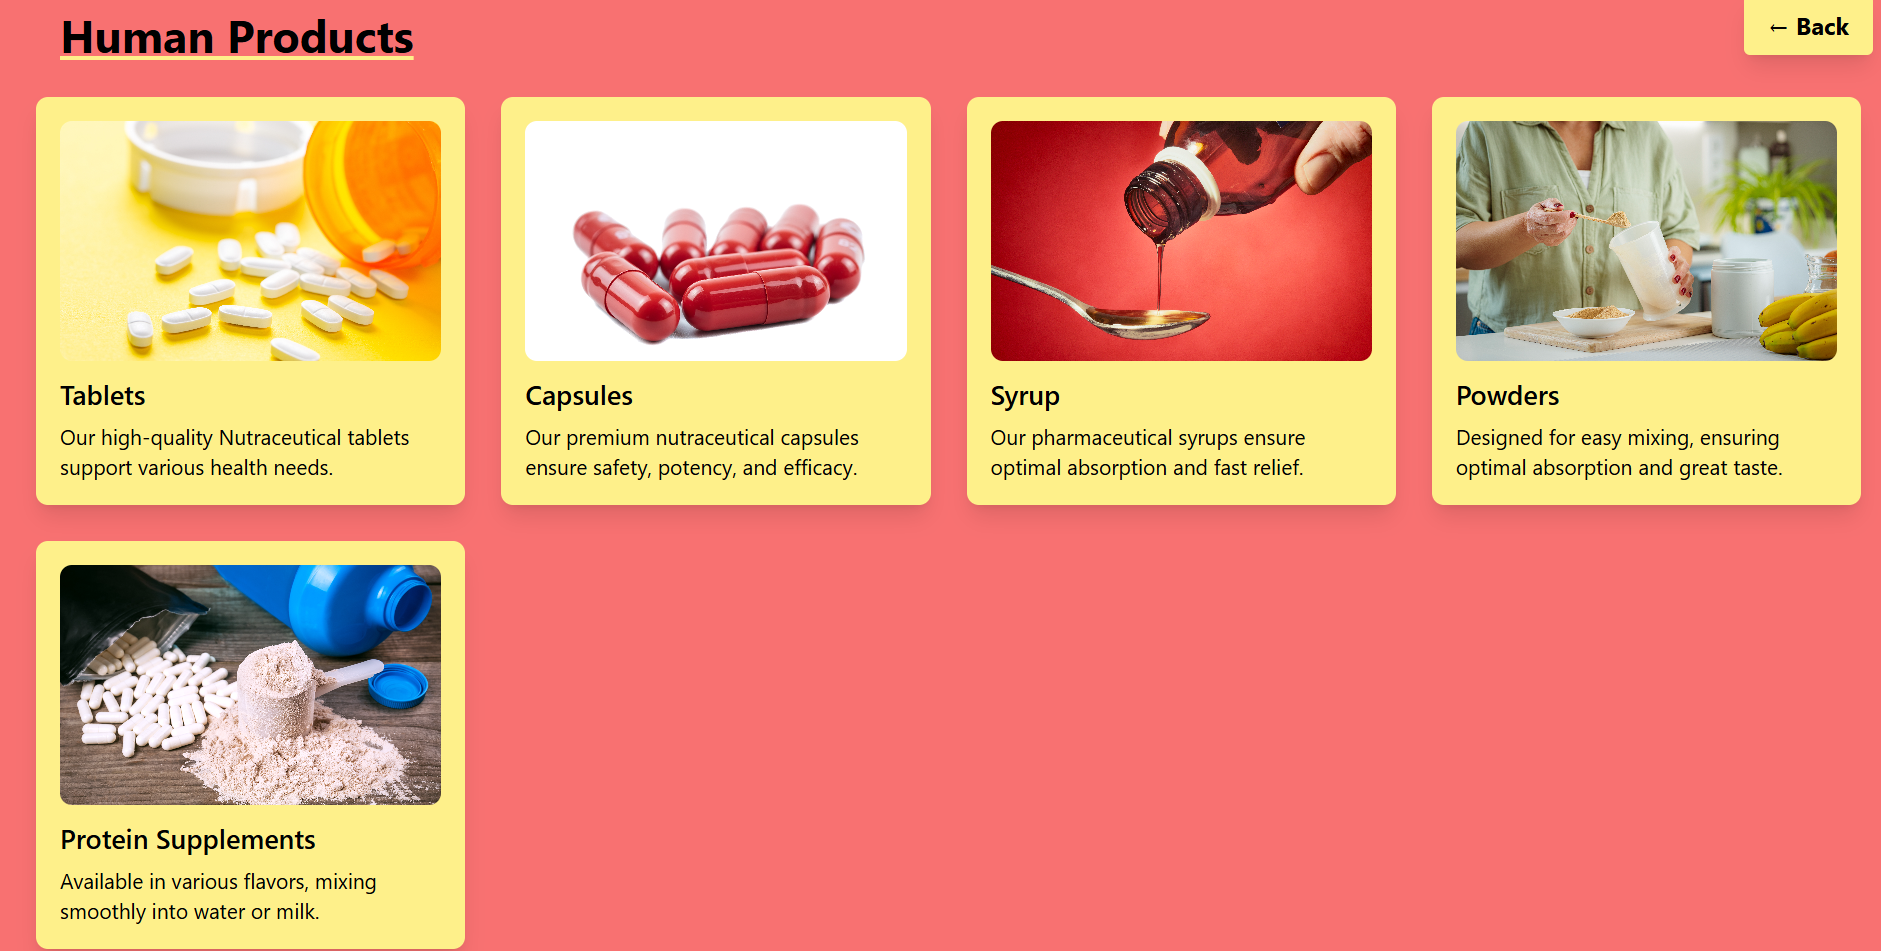 Human Products
← Back
Tablets
Our high-quality Nutraceutical tablets
support various health needs.
Capsules
Our premium nutraceutical capsules
ensure safety, potency, and efficacy.
Syrup
Our pharmaceutical syrups ensure
optimal absorption and fast relief.
Powders
Designed for easy mixing, ensuring
optimal absorption and great taste.
Protein Supplements
Available in various flavors, mixing
smoothly into water or milk.